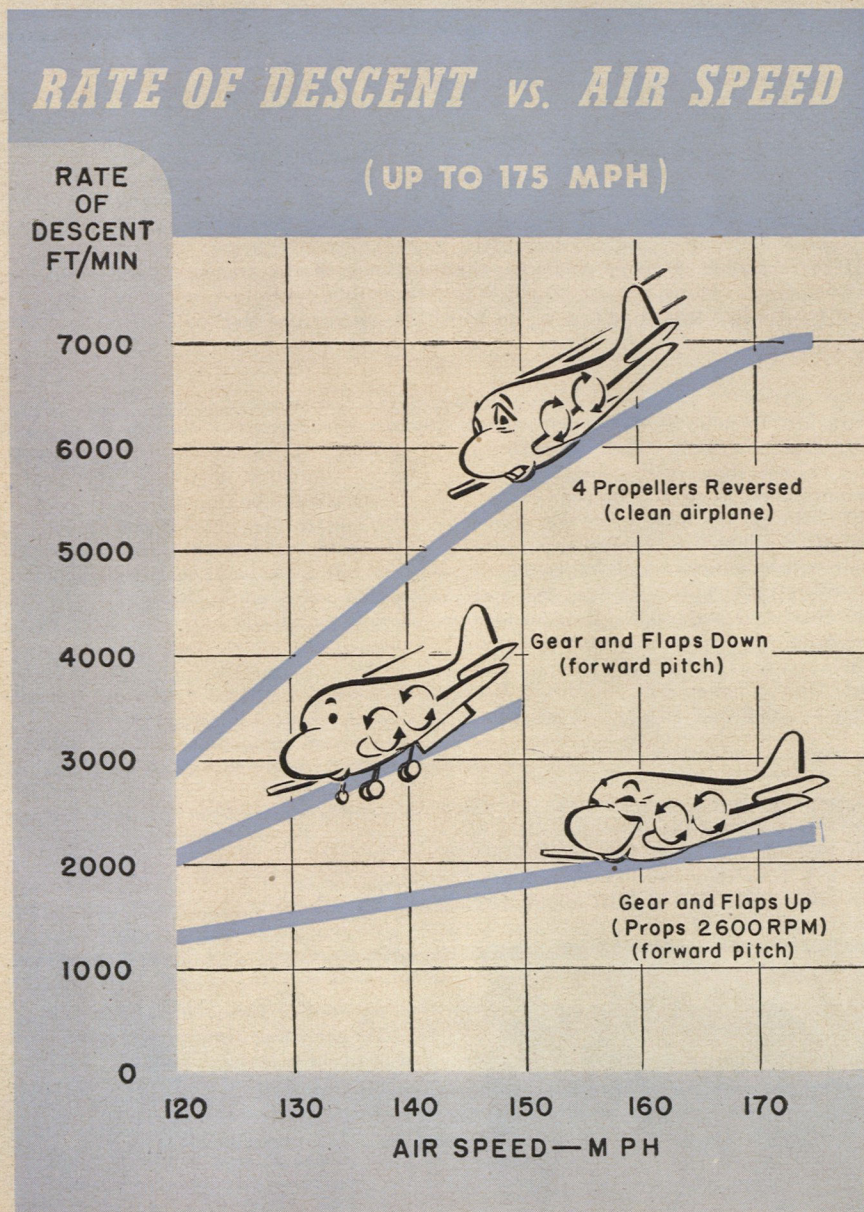 RATE OF DESCENT vs. AIR SPEED
(UP TO 175 MPH)
RATE
OF
DESCENT
FT/MIN
7000
6000
5000
4000
3000
2000
1000
0
4 Propellers Reversed
(clean airplane)
Gear and Flaps Down
(forward pitch)
Gear and Flaps Up
(Props 2600 RPM)
(forward pitch)
120 130 140 150 160 170
AIR SPEED—MPH